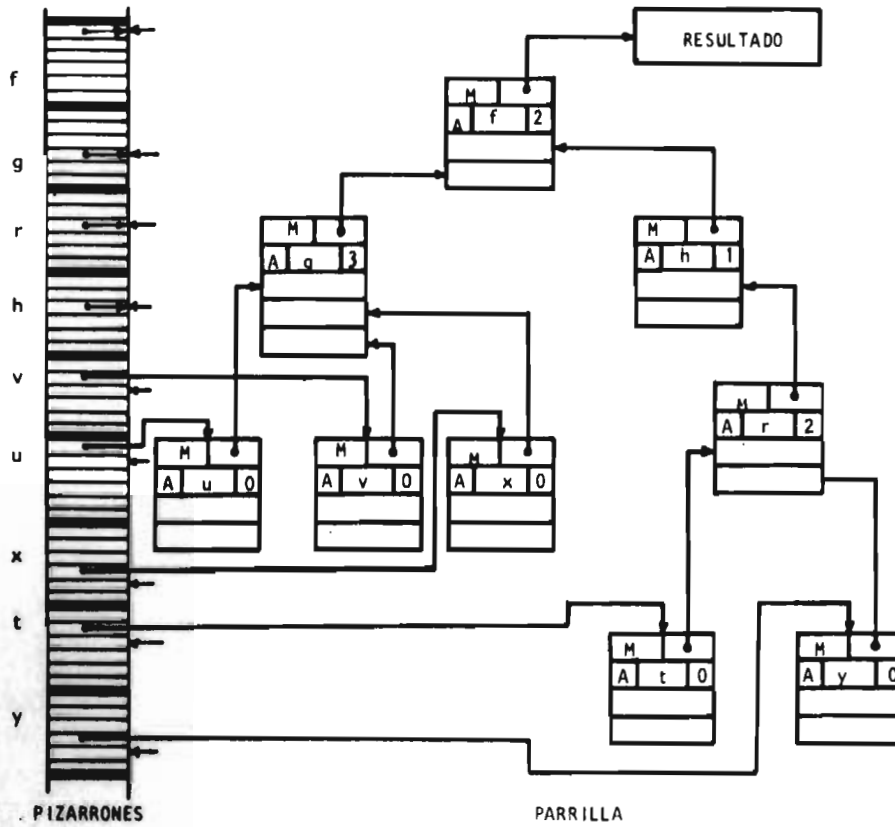 RESULTADO
M
A f 2
M
A g 3
M
A h 1
M
A r 2
M
A u 0
M
A v 0
M
A x 0
M
A t 0
M
A y 0
f
g
r
h
v
u
x
t
y
PIZARRONES
PARRILLA